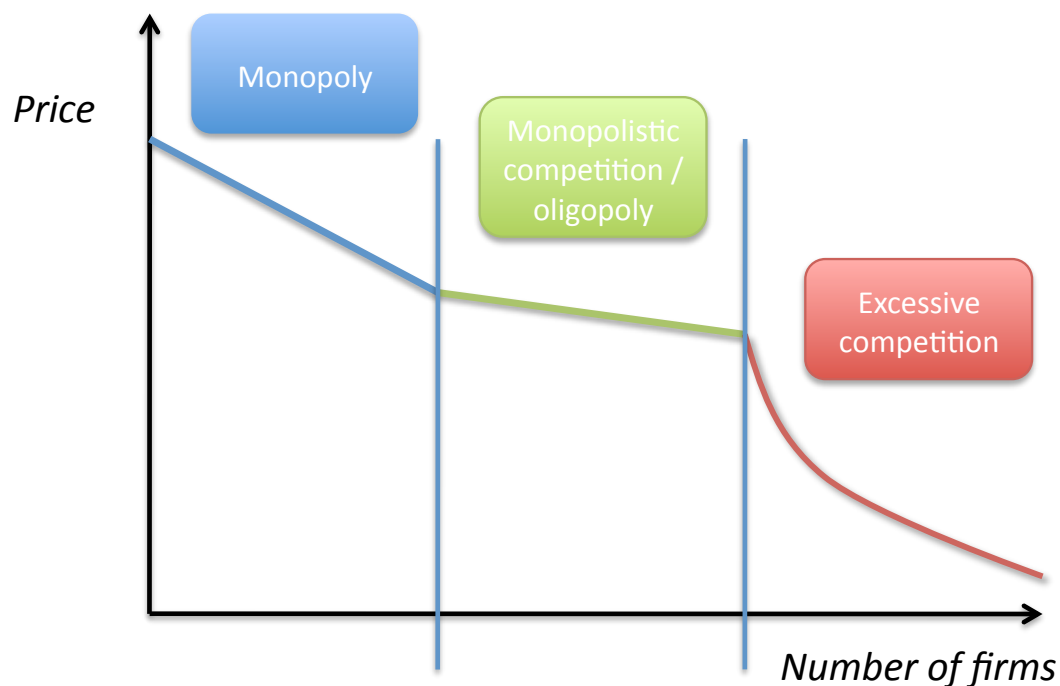 Monopoly
Price
Monopolistic
competition /
oligopoly
Excessive
competition
Number of firms